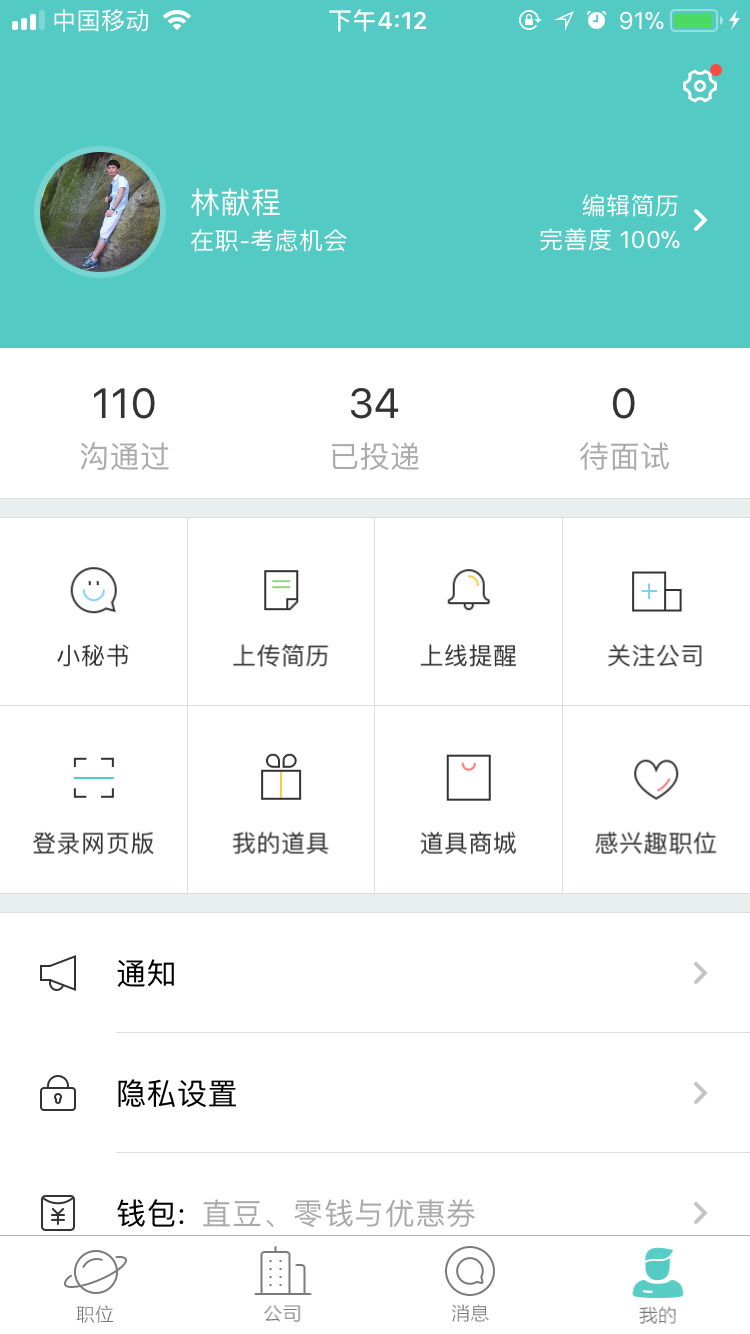 中国移动 下午4:12 91%
林献程
在职-考虑机会
编辑简历
完善度 100%
110 34 0
沟通过 已投递 待面试
小秘书 上传简历 上线提醒 关注公司
登录网页版 我的道具 道具商城 感兴趣职位
通知
隐私设置
钱包: 直豆、零钱与优惠券
职位 公司 消息 我的